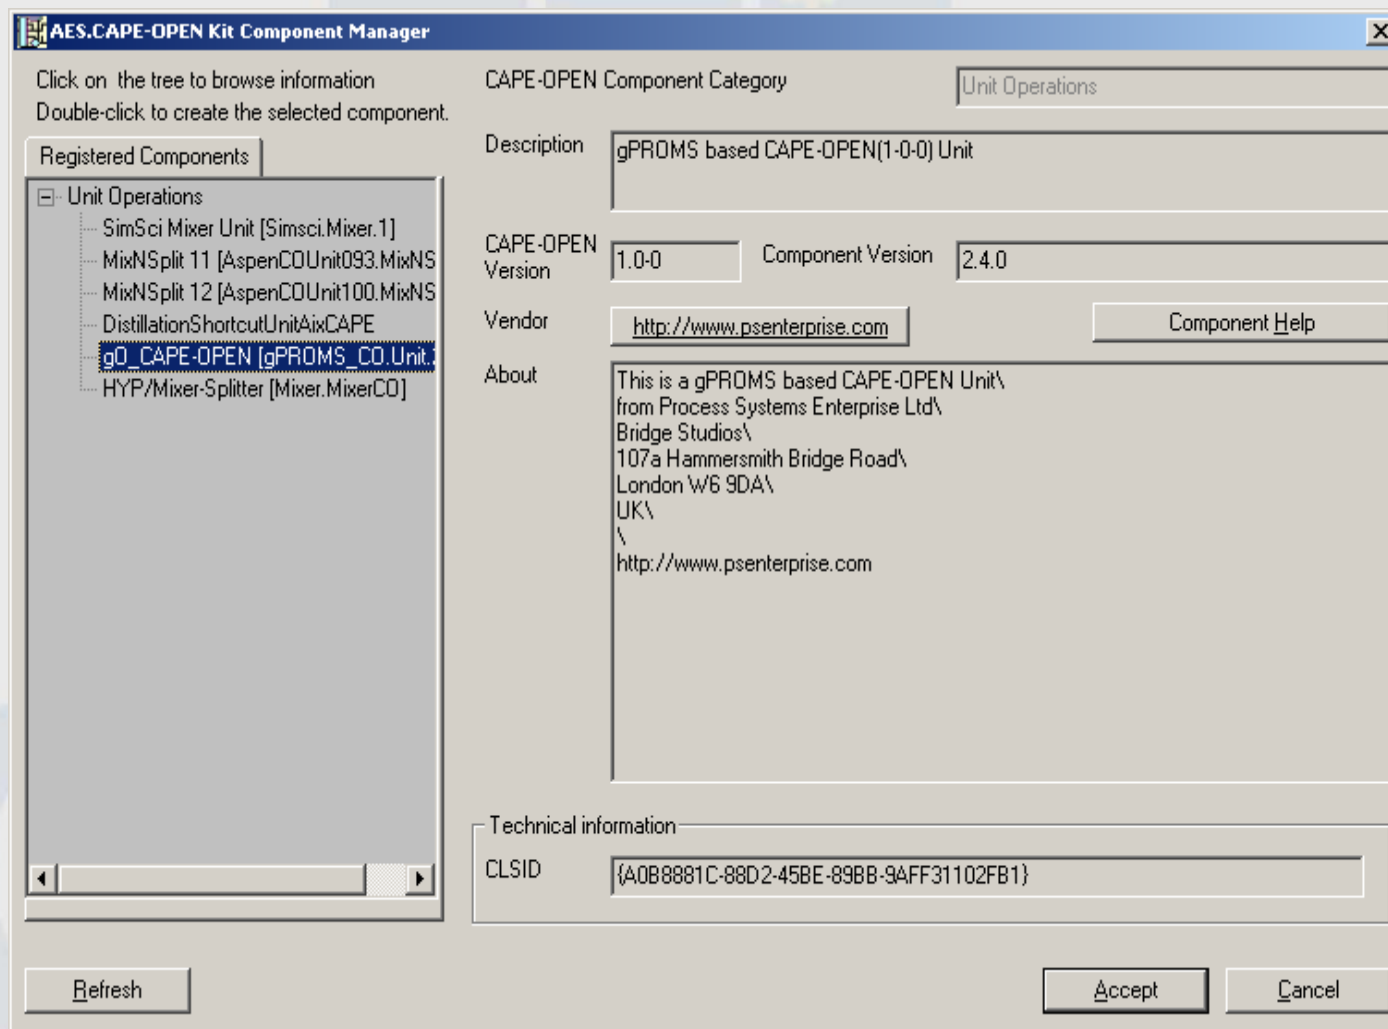 AES.CAPE-OPEN Kit Component Manager
Click on the tree to browse information
Double-click to create the selected component.
Registered Components
Unit Operations
SimSci Mixer Unit [Simsci.Mixer.1]
MixNSplit 11 [AspenCOUnit093.MixNS
MixNSplit 12 [AspenCOUnit100.MixNS
DistillationShortcutUnitAixCAPE
gO_CAPE-OPEN [gPROMS_CO.Unit.
HYP/Mixer-Splitter [Mixer.MixerCO]
CAPE-OPEN Component Category
Unit Operations
Description
gPROMS based CAPE-OPEN(1-0-0) Unit
CAPE-OPEN
Version
1.0-0
Component Version
2.4.0
Vendor
http://www.psenterprise.com
Component Help
About
This is a gPROMS based CAPE-OPEN Unit\
from Process Systems Enterprise Ltd\
Bridge Studios\
107a Hammersmith Bridge Road\
London W6 9DA\
UK\
\
http://www.psenterprise.com
Technical information
CLSID
{A0B8881C-88D2-45BE-89BB-9AFF31102FB1}
Refresh
Accept
Cancel